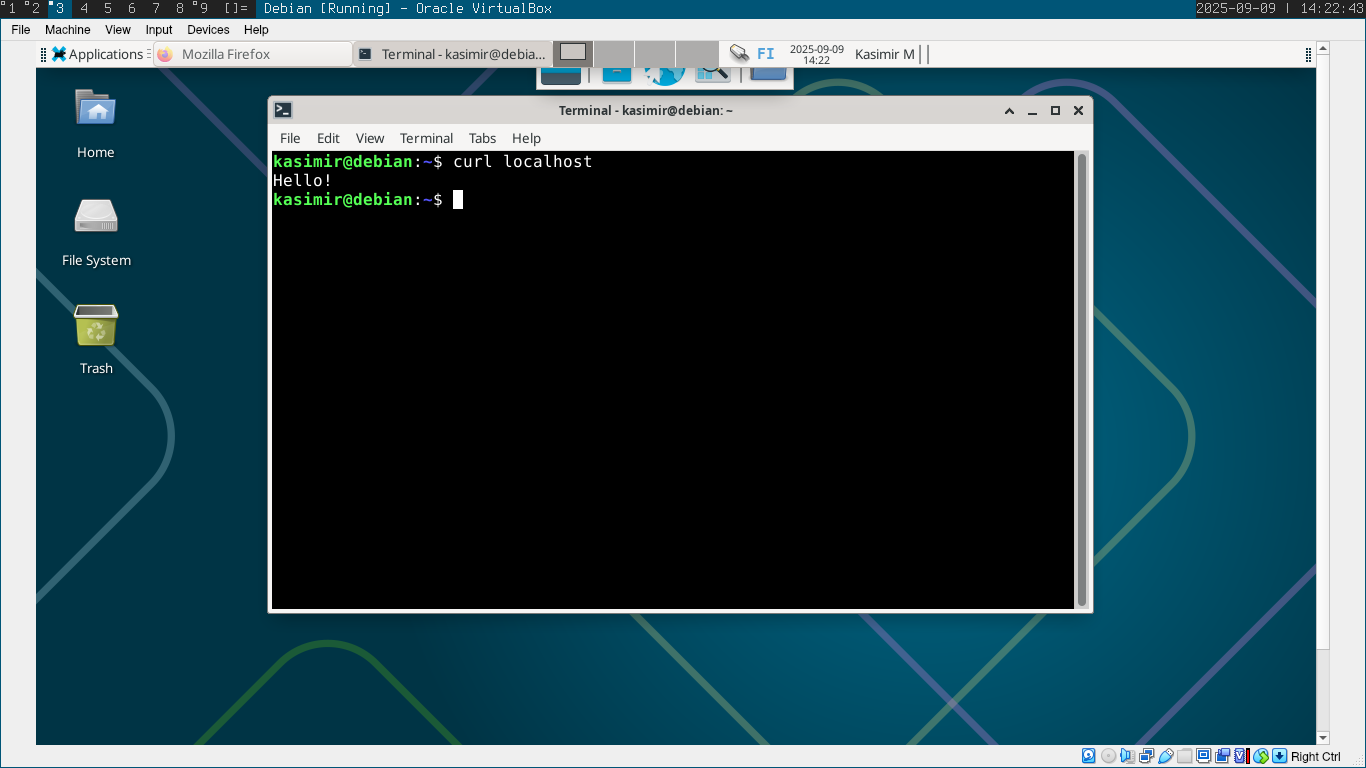 1 2 3 4 5 6 7 8 9 []= Debian [Running] - Oracle VirtualBox 2025-09-09 | 14:22:43
File Machine View Input Devices Help
Applications Mozilla Firefox Terminal - kasimir@debia... FI 2025-09-09 Kasimir M
14:22
Terminal - kasimir@debian: ~
File Edit View Terminal Tabs Help
kasimir@debian:~$ curl localhost
Hello!
kasimir@debian:~$
Home
File System
Trash
Right Ctrl